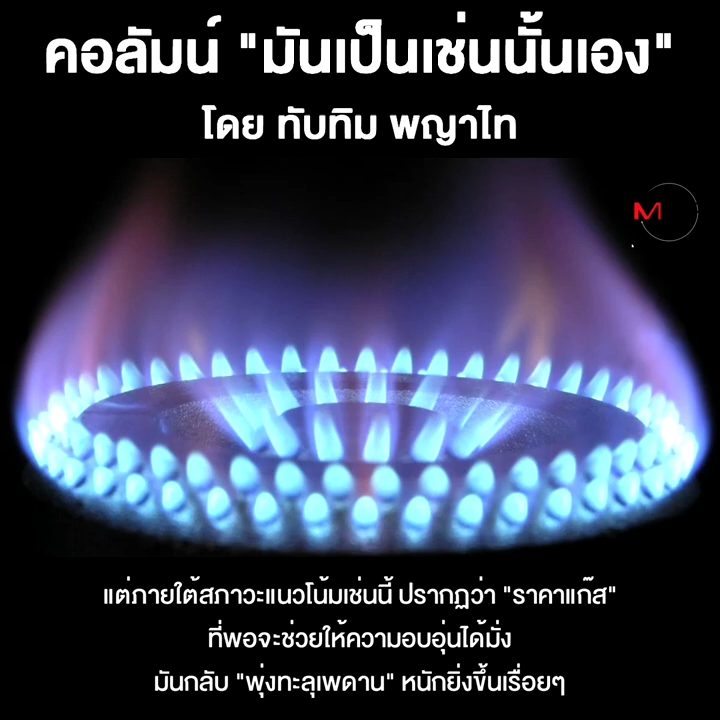 คอลัมน์ "มันเป็นเช่นนั้นเอง"
โดย ทับทิม พญาไท
M
แต่ภายใต้สภาวะแนวโน้มเช่นนี้ ปรากฏว่า "ราคาแก๊ส"
ที่พอจะช่วยให้ความอบอุ่นได้มั่ง
มันกลับ "พุ่งทะลุเพดาน" หนักยิ่งขึ้นเรื่อยๆ